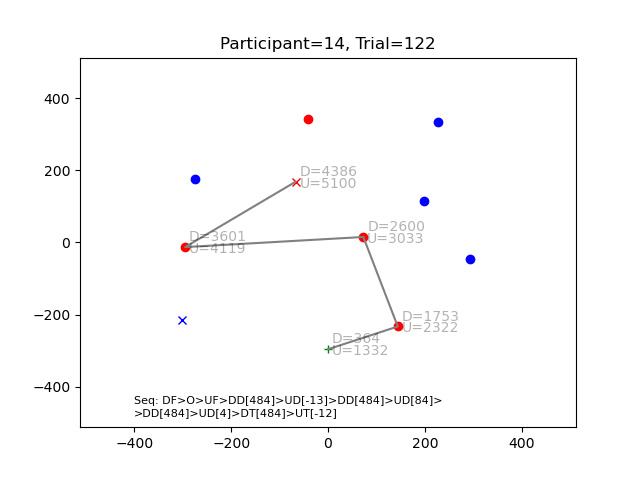 Participant=14, Trial=122
400
200
0
−200
−400
D=4386
U=5100
D=3601
U=4119
D=2600
U=3033
D=1753
U=2322
D=364
U=1332
Seq: DF>O>UF>DD[484]>UD[-13]>DD[484]>UD[84]>
>DD[484]>UD[4]>DT[484]>UT[-12]
−400 −200 0 200 400